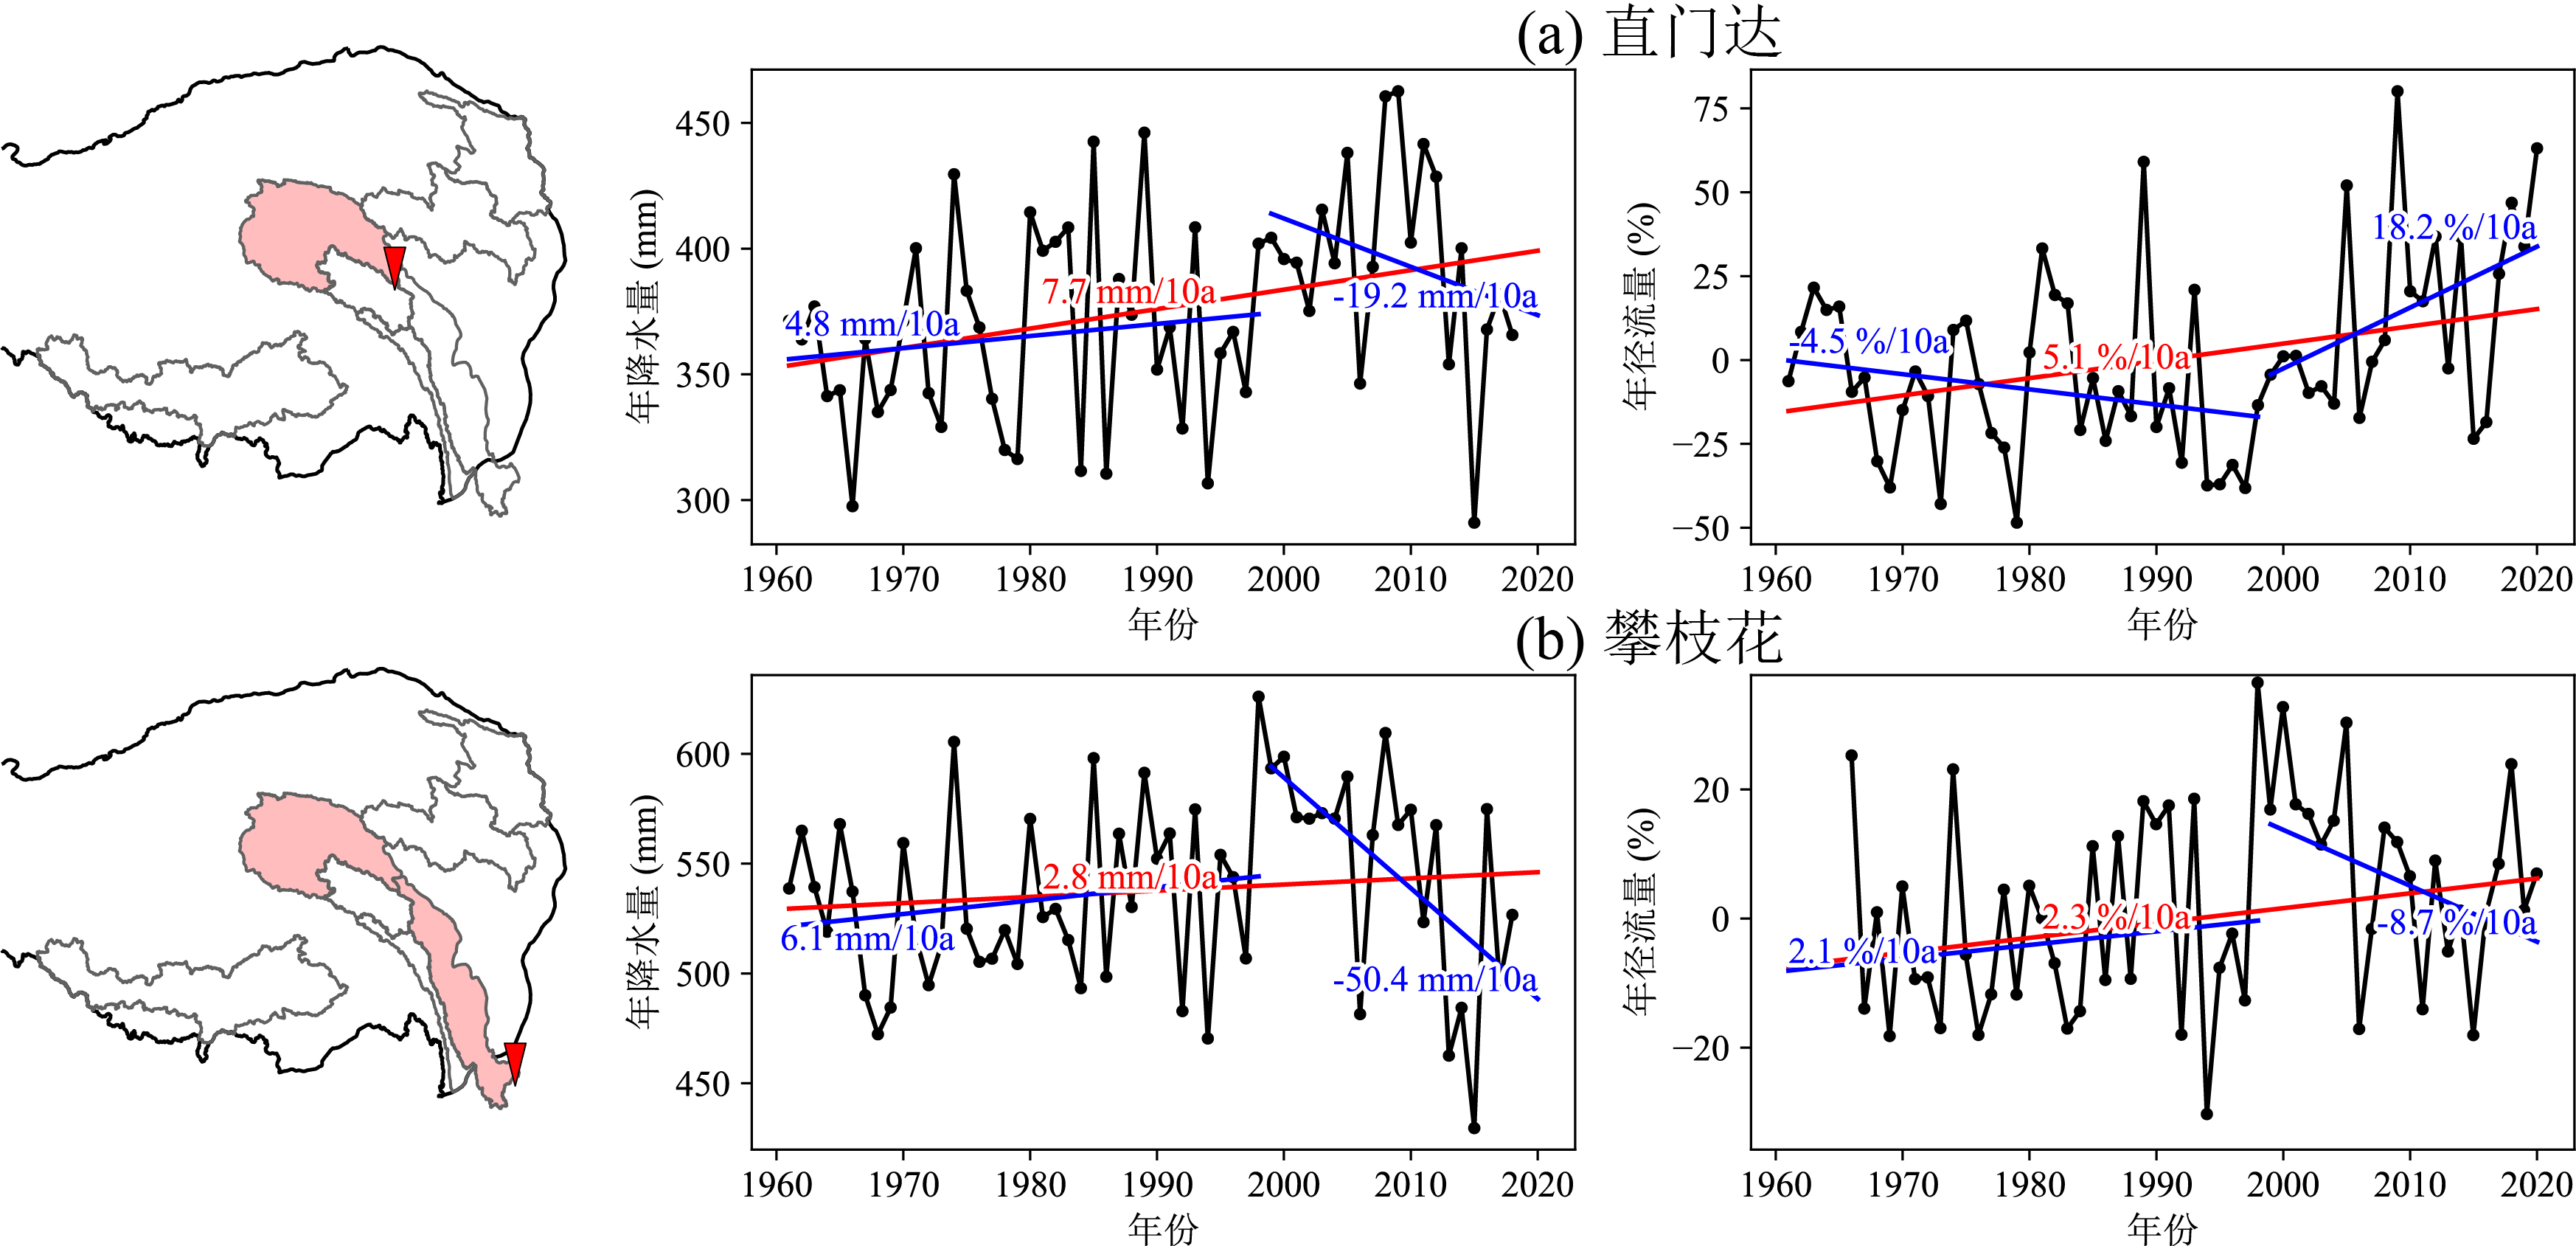 (a) 直门达
年降水量 (mm)
450
400
350
300
4.8 mm/10a
7.7 mm/10a
-19.2 mm/10a
1960 1970 1980 1990 2000 2010 2020
年份
年径流量 (%)
75
50
25
0
−25
−50
-4.5 %/10a
5.1 %/10a
18.2 %/10a
1960 1970 1980 1990 2000 2010 2020
年份
(b) 攀枝花
年降水量 (mm)
600
550
500
450
6.1 mm/10a
2.8 mm/10a
-50.4 mm/10a
1960 1970 1980 1990 2000 2010 2020
年份
年径流量 (%)
20
0
−20
2.1 %/10a
2.3 %/10a
-8.7 %/10a
1960 1970 1980 1990 2000 2010 2020
年份